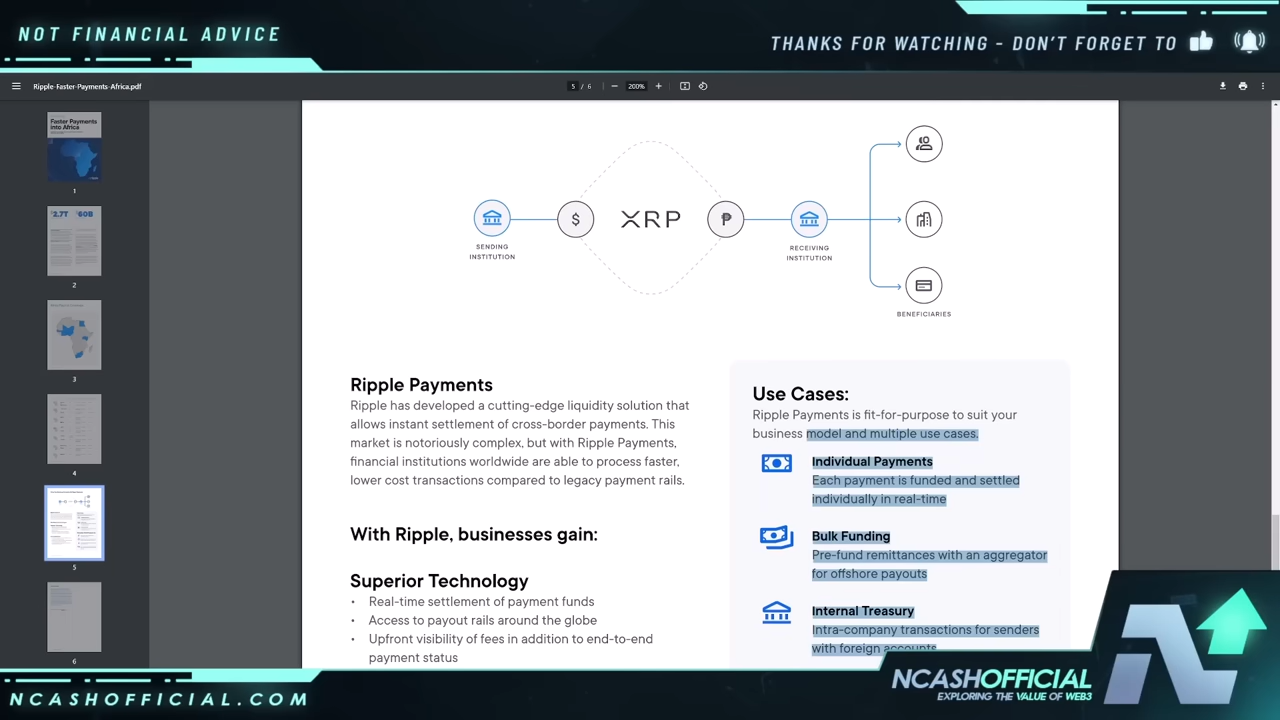 NOT FINANCIAL ADVICE
THANKS FOR WATCHING - DON'T FORGET TO
Ripple-Faster-Payments-Africa.pdf
5 / 6
200%
Faster Payments
into Africa
1
$2.7T $60B
2
3
4
5
6
$
XRP
₱
SENDING
INSTITUTION
RECEIVING
INSTITUTION
BENEFICIARIES
Ripple Payments
Ripple has developed a cutting-edge liquidity solution that
allows instant settlement of cross-border payments. This
market is notoriously complex, but with Ripple Payments,
financial institutions worldwide are able to process faster,
lower cost transactions compared to legacy payment rails.
With Ripple, businesses gain:
Superior Technology
• Real-time settlement of payment funds
• Access to payout rails around the globe
• Upfront visibility of fees in addition to end-to-end
payment status
Use Cases:
Ripple Payments is fit-for-purpose to suit your
business model and multiple use cases.
Individual Payments
Each payment is funded and settled
individually in real-time
Bulk Funding
Pre-fund remittances with an aggregator
for offshore payouts
Internal Treasury
Intra-company transactions for senders
with foreign accounts
NCASHOFFICIAL.COM
NCASHOFFICIAL
EXPLORING THE VALUE OF WEB3